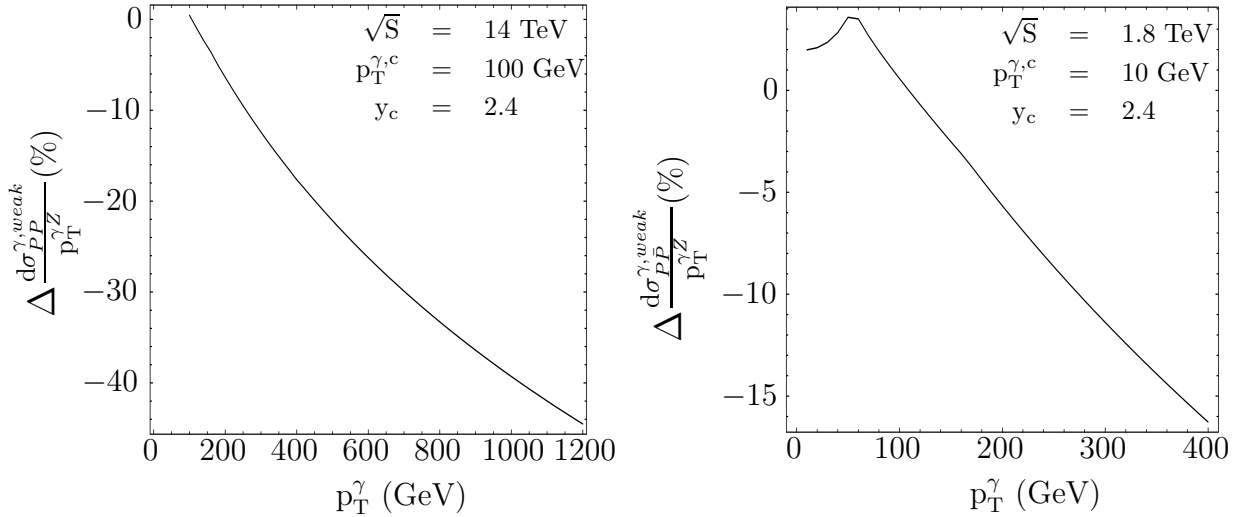 √S = 14 TeV
p_T^{γ,c} = 100 GeV
y_c = 2.4
0
−10
−20
−30
−40
Δ dσ_{PP}^{γ,weak} / p_T^{γZ} (%)
0 200 400 600 800 1000 1200
p_T^γ (GeV)
√S = 1.8 TeV
p_T^{γ,c} = 10 GeV
y_c = 2.4
0
−5
−10
−15
Δ dσ_{PP̄}^{γ,weak} / p_T^{γZ} (%)
0 100 200 300 400
p_T^γ (GeV)